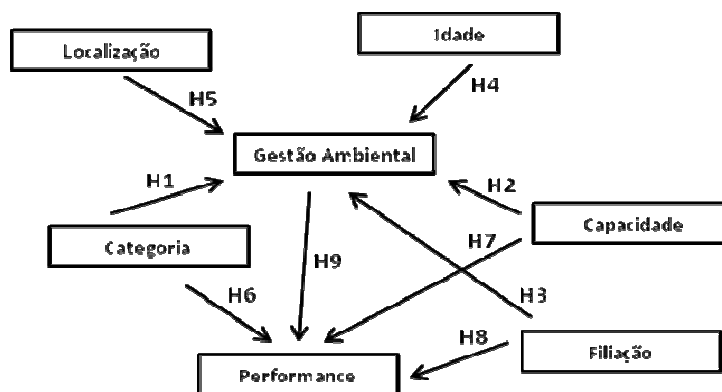 Idade
Localização
H4
H5
Gestão Ambiental
H1
H2
Capacidade
Categoria
H7
H9
H6
H3
H8
Filiação
Performance